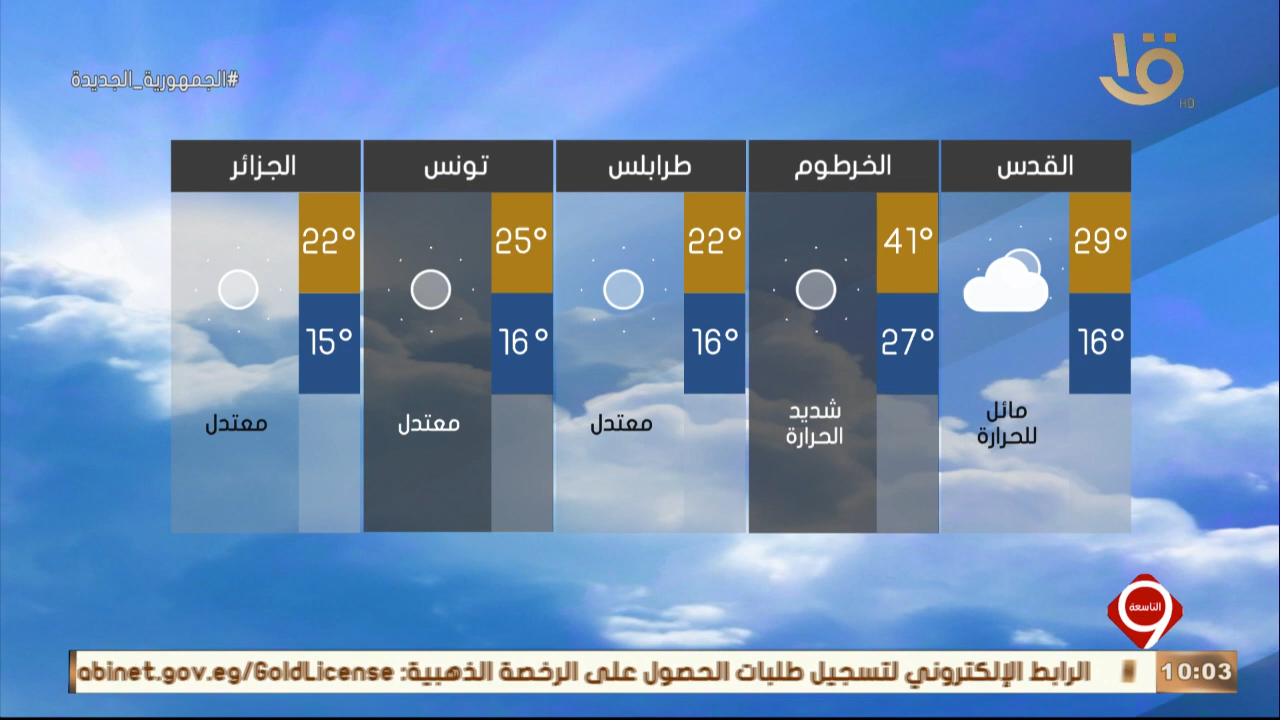 #الجمهورية_الجديدة
HD
القدس
29°
16°
مائل
للحرارة
الخرطوم
41°
27°
شديد
الحرارة
طرابلس
22°
16°
معتدل
تونس
25°
16°
معتدل
الجزائر
22°
15°
معتدل
التاسعة
9
10:03
الرابط الإلكتروني لتسجيل طلبات الحصول على الرخصة الذهبية: abinet.gov.eg/GoldLicense